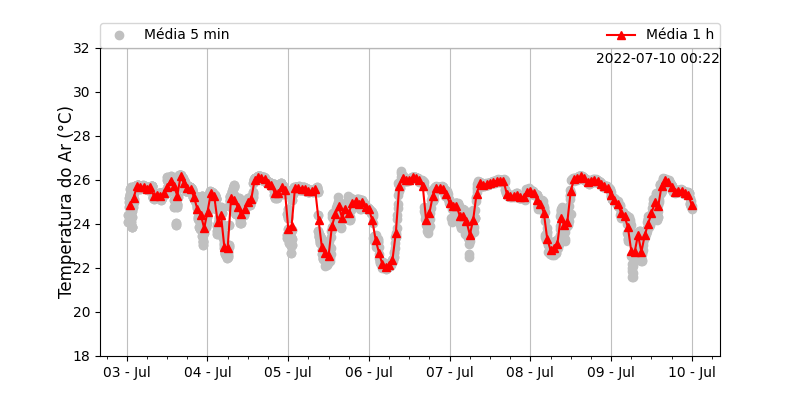 Média 5 min
Média 1 h
2022-07-10 00:22
Temperatura do Ar (°C)
32
30
28
26
24
22
20
18
03 - Jul
04 - Jul
05 - Jul
06 - Jul
07 - Jul
08 - Jul
09 - Jul
10 - Jul